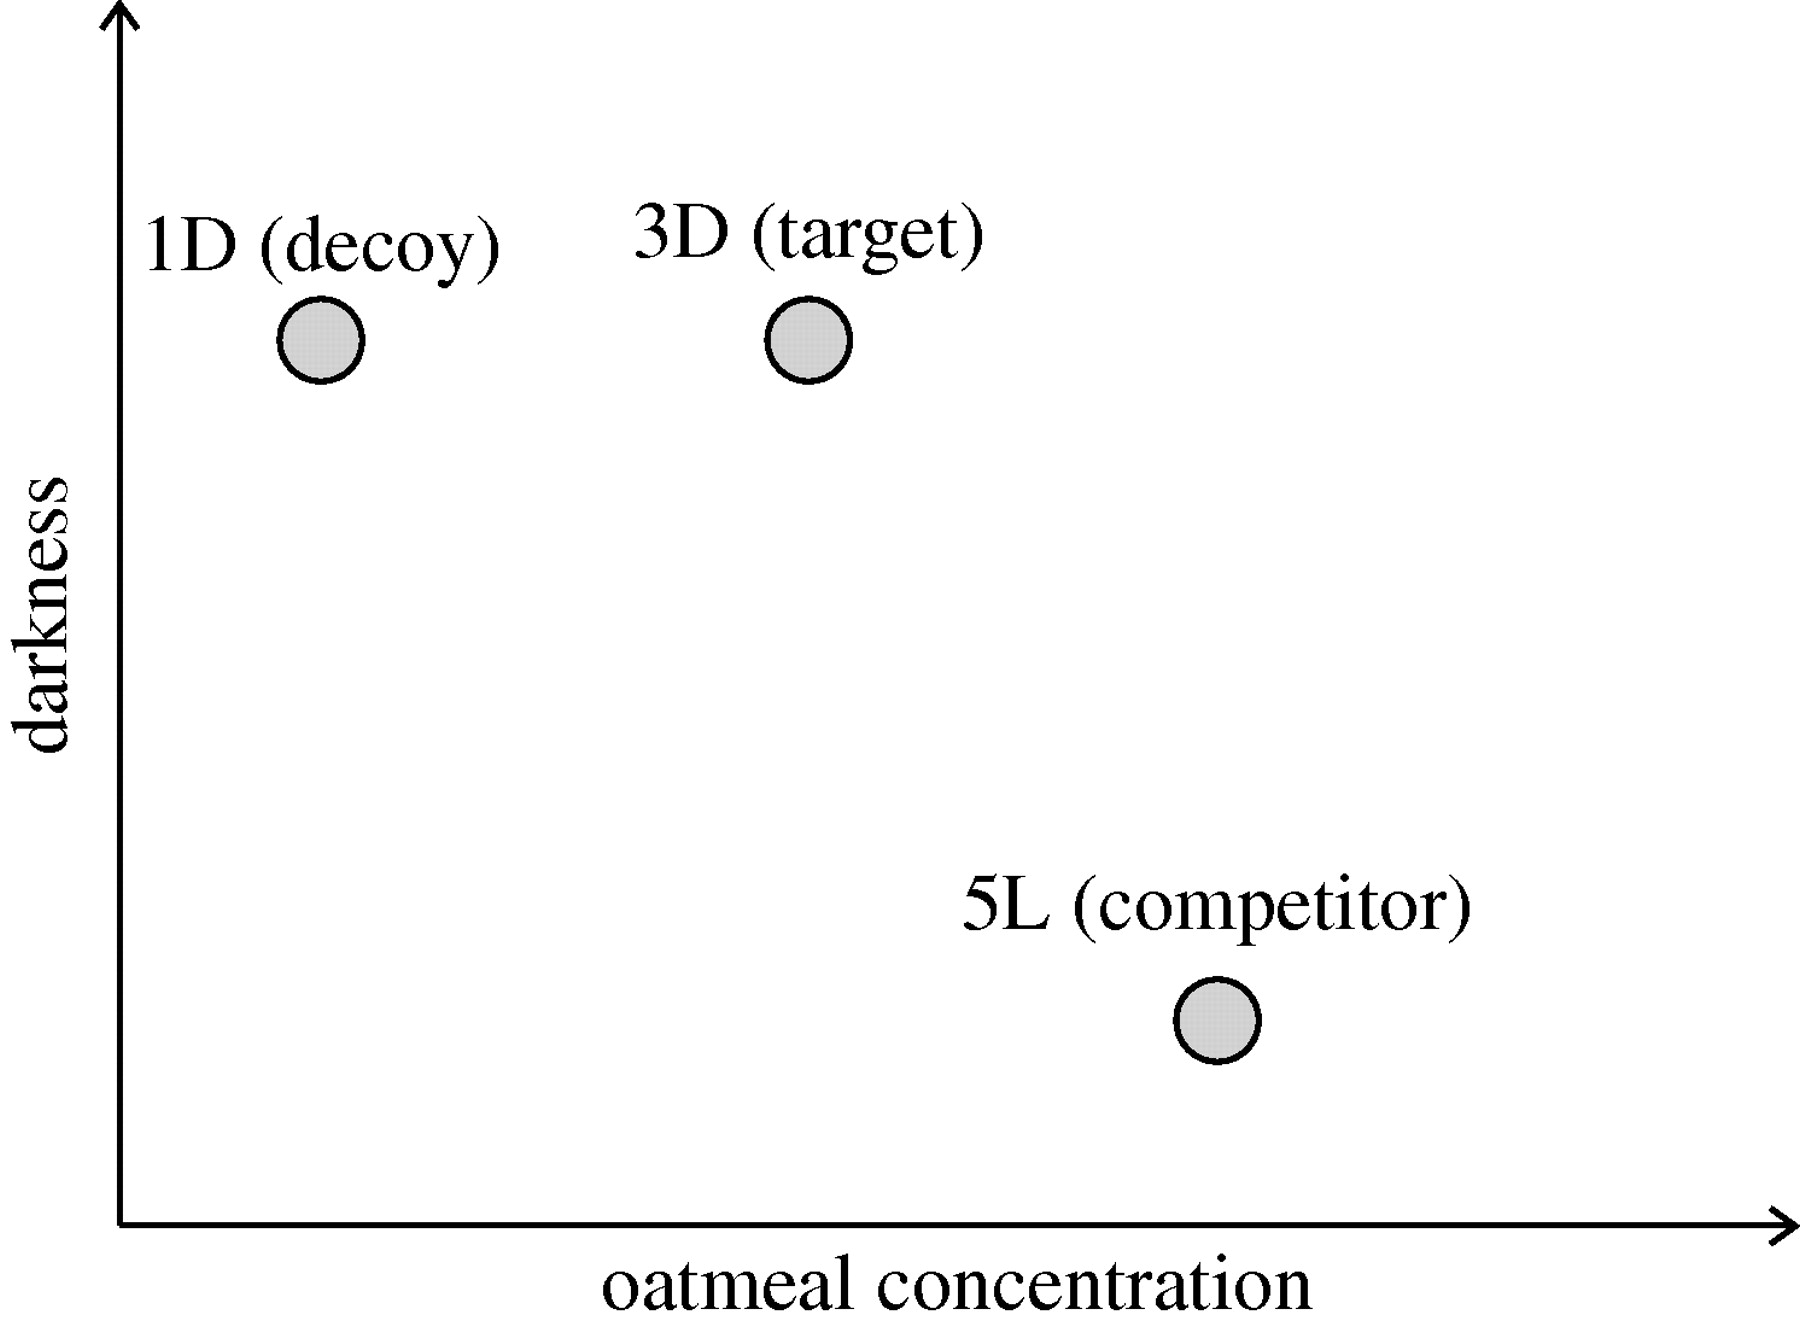 1D (decoy)
3D (target)
darkness
5L (competitor)
oatmeal concentration